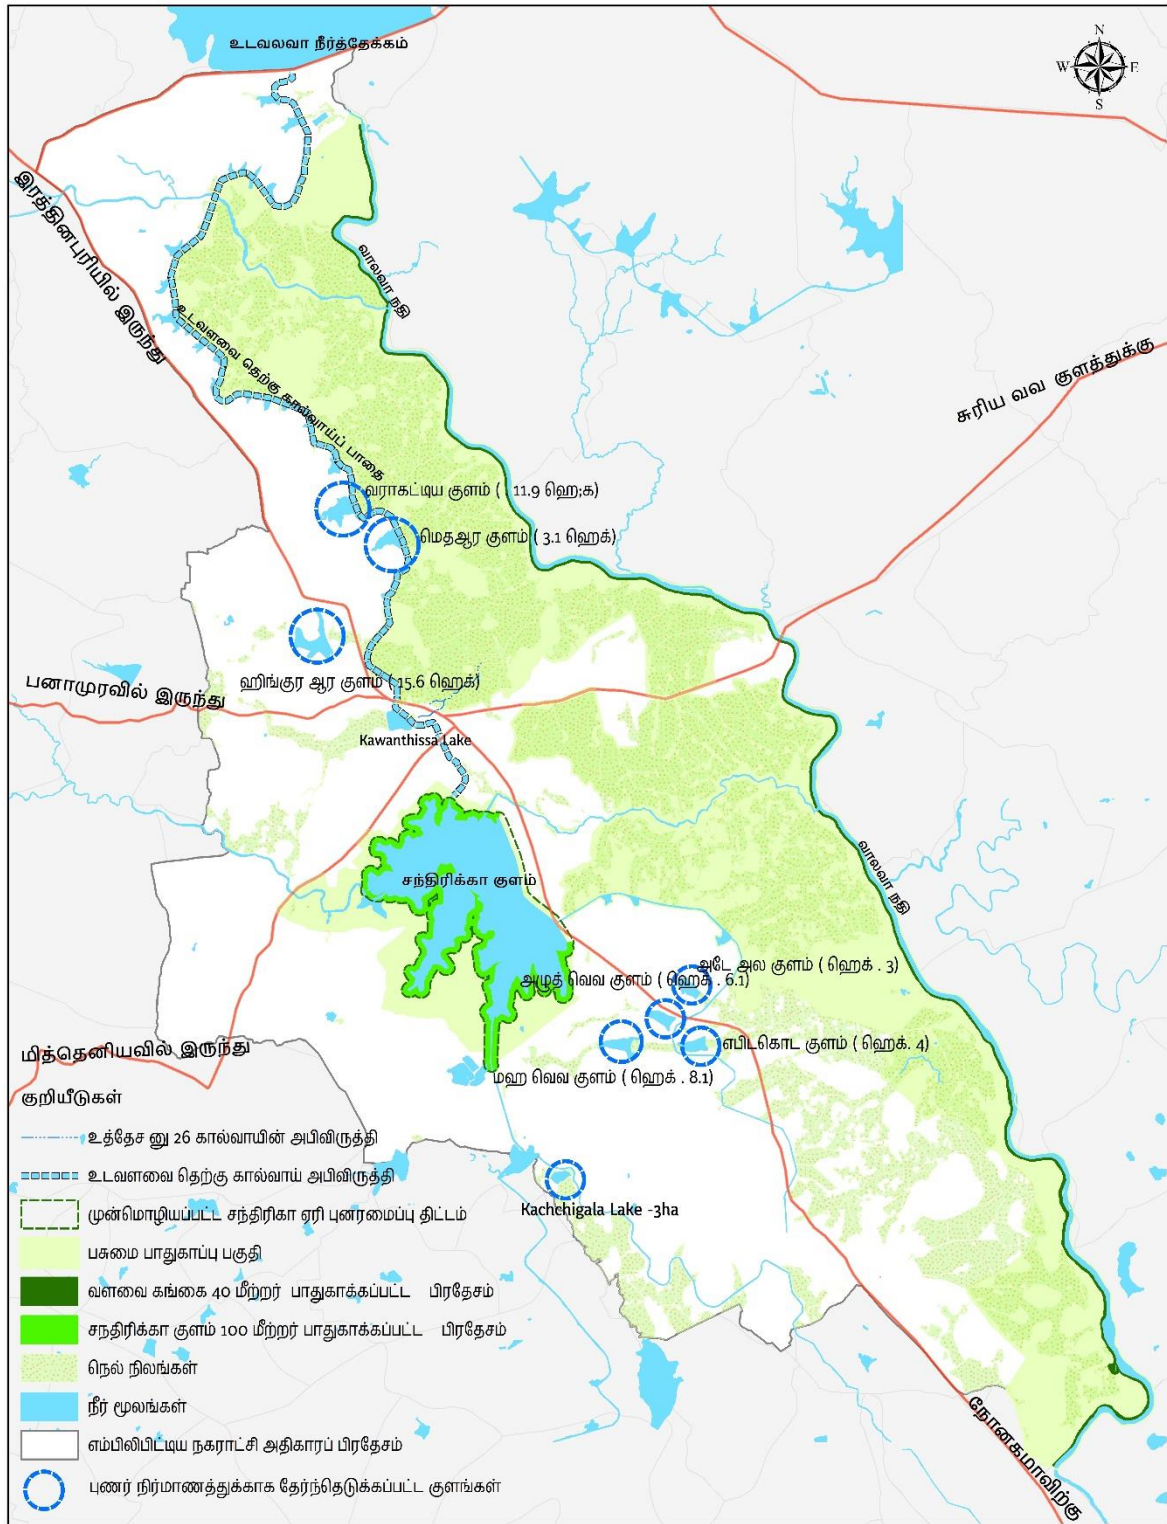 உடவலவா நீர்த்தேக்கம்
N
W E
S
இரத்தினபுரியில் இருந்து
வாலவா நதி
உடவளவை தெற்கு கால்வாய்ப் பாதை
சுரிய வவ குளத்துக்கு
வராகட்டிய குளம் ( . 11.9 ஹெ;க)
மெதஆர குளம் ( 3.1 ஹெக்)
ஹிங்குர ஆர குளம் ( 15.6 ஹெக்)
பனாமுரவில் இருந்து
Kawanthissa Lake
சந்திரிக்கா குளம்
வாலவா நதி
அடே அல குளம் ( ஹெக் . 3)
அழுத் வெவ குளம் ( ஹெக் . 6.1)
எபிடகொட குளம் ( ஹெக். 4)
மஹ வெவ குளம் ( ஹெக் . 8.1)
மித்தெனியவில் இருந்து
Kachchigala Lake -3ha
நோனகமாவிற்கு
குறியீடுகள்
உத்தேச னு 26 கால்வாயின் அபிவிருத்தி
உடவளவை தெற்கு கால்வாய் அபிவிருத்தி
முன்மொழியப்பட்ட சந்திரிகா ஏரி புனரமைப்பு திட்டம்
பசுமை பாதுகாப்பு பகுதி
வளவை கங்கை 40 மீற்றர் பாதுகாக்கப்பட்ட பிரதேசம்
சநதிரிக்கா குளம் 100 மீற்றர் பாதுகாக்கப்பட்ட பிரதேசம்
நெல் நிலங்கள்
நீர் மூலங்கள்
எம்பிலிபிட்டிய நகராட்சி அதிகாரப் பிரதேசம்
புணர் நிர்மாணத்துக்காக தேர்ந்தெடுக்கப்பட்ட குளங்கள்